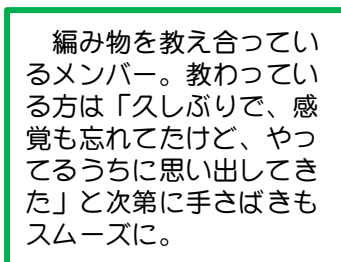 編み物を教え合ってい
るメンバー。教わってい
る方は「久しぶりで、感
覚も忘れてたけど、やっ
てるうちに思い出してき
た」と次第に手さばきも
スムーズに。